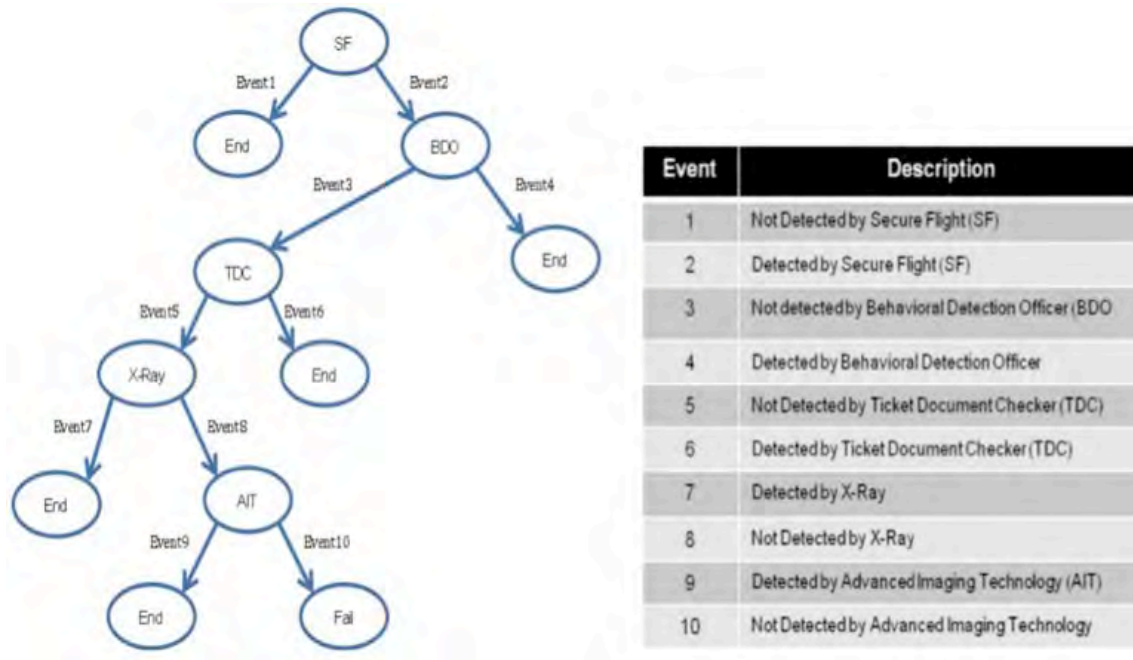 SF
Event1
Event2
End
BDO
Event3
Event4
TDC
End
Event5
Event6
X-Ray
End
Event7
Event8
End
AIT
Event9
Event10
End
Fail
Event Description
1 Not Detected by Secure Flight (SF)
2 Detected by Secure Flight (SF)
3 Not detected by Behavioral Detection Officer (BDO
4 Detected by Behavioral Detection Officer
5 Not Detected by Ticket Document Checker (TDC)
6 Detected by Ticket Document Checker (TDC)
7 Detected by X-Ray
8 Not Detected by X-Ray
9 Detected by Advanced Imaging Technology (AIT)
10 Not Detected by Advanced Imaging Technology